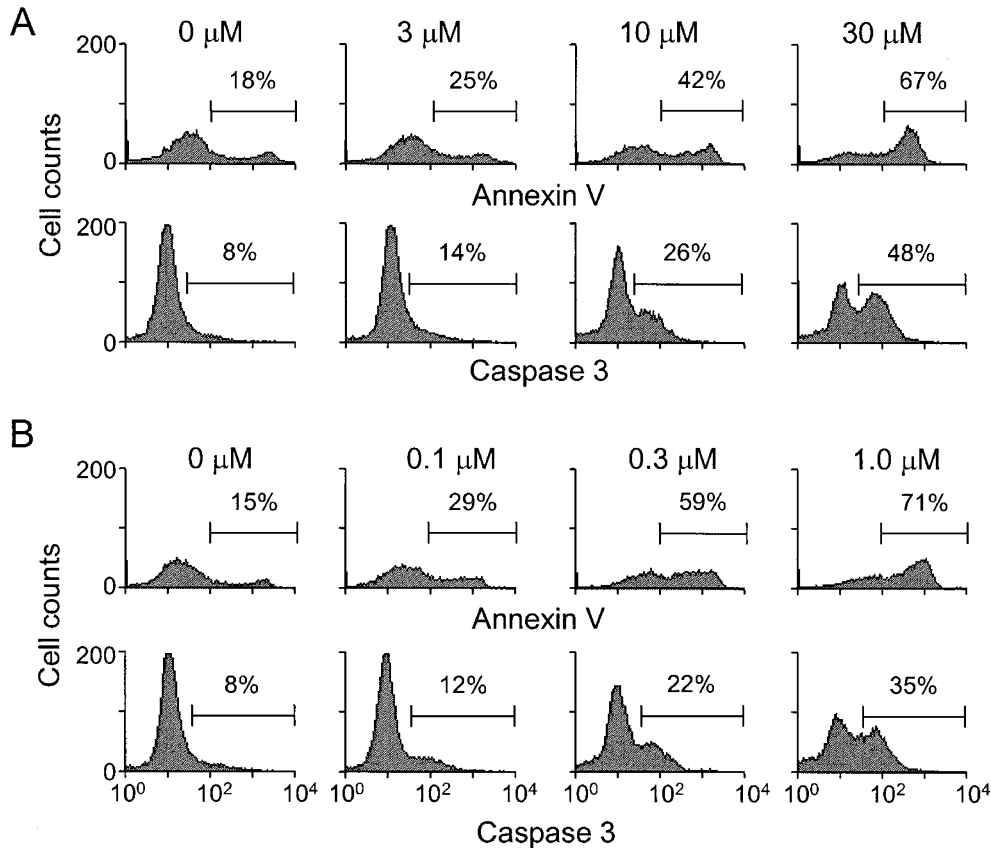 A
0 μM 3 μM 10 μM 30 μM
200
18% 25% 42% 67%
0
Annexin V
Cell counts
200
8% 14% 26% 48%
0
Caspase 3
B
0 μM 0.1 μM 0.3 μM 1.0 μM
200
15% 29% 59% 71%
0
Annexin V
Cell counts
200
8% 12% 22% 35%
0
10⁰ 10² 10⁴ 10⁰ 10² 10⁴ 10⁰ 10² 10⁴ 10⁰ 10² 10⁴
Caspase 3